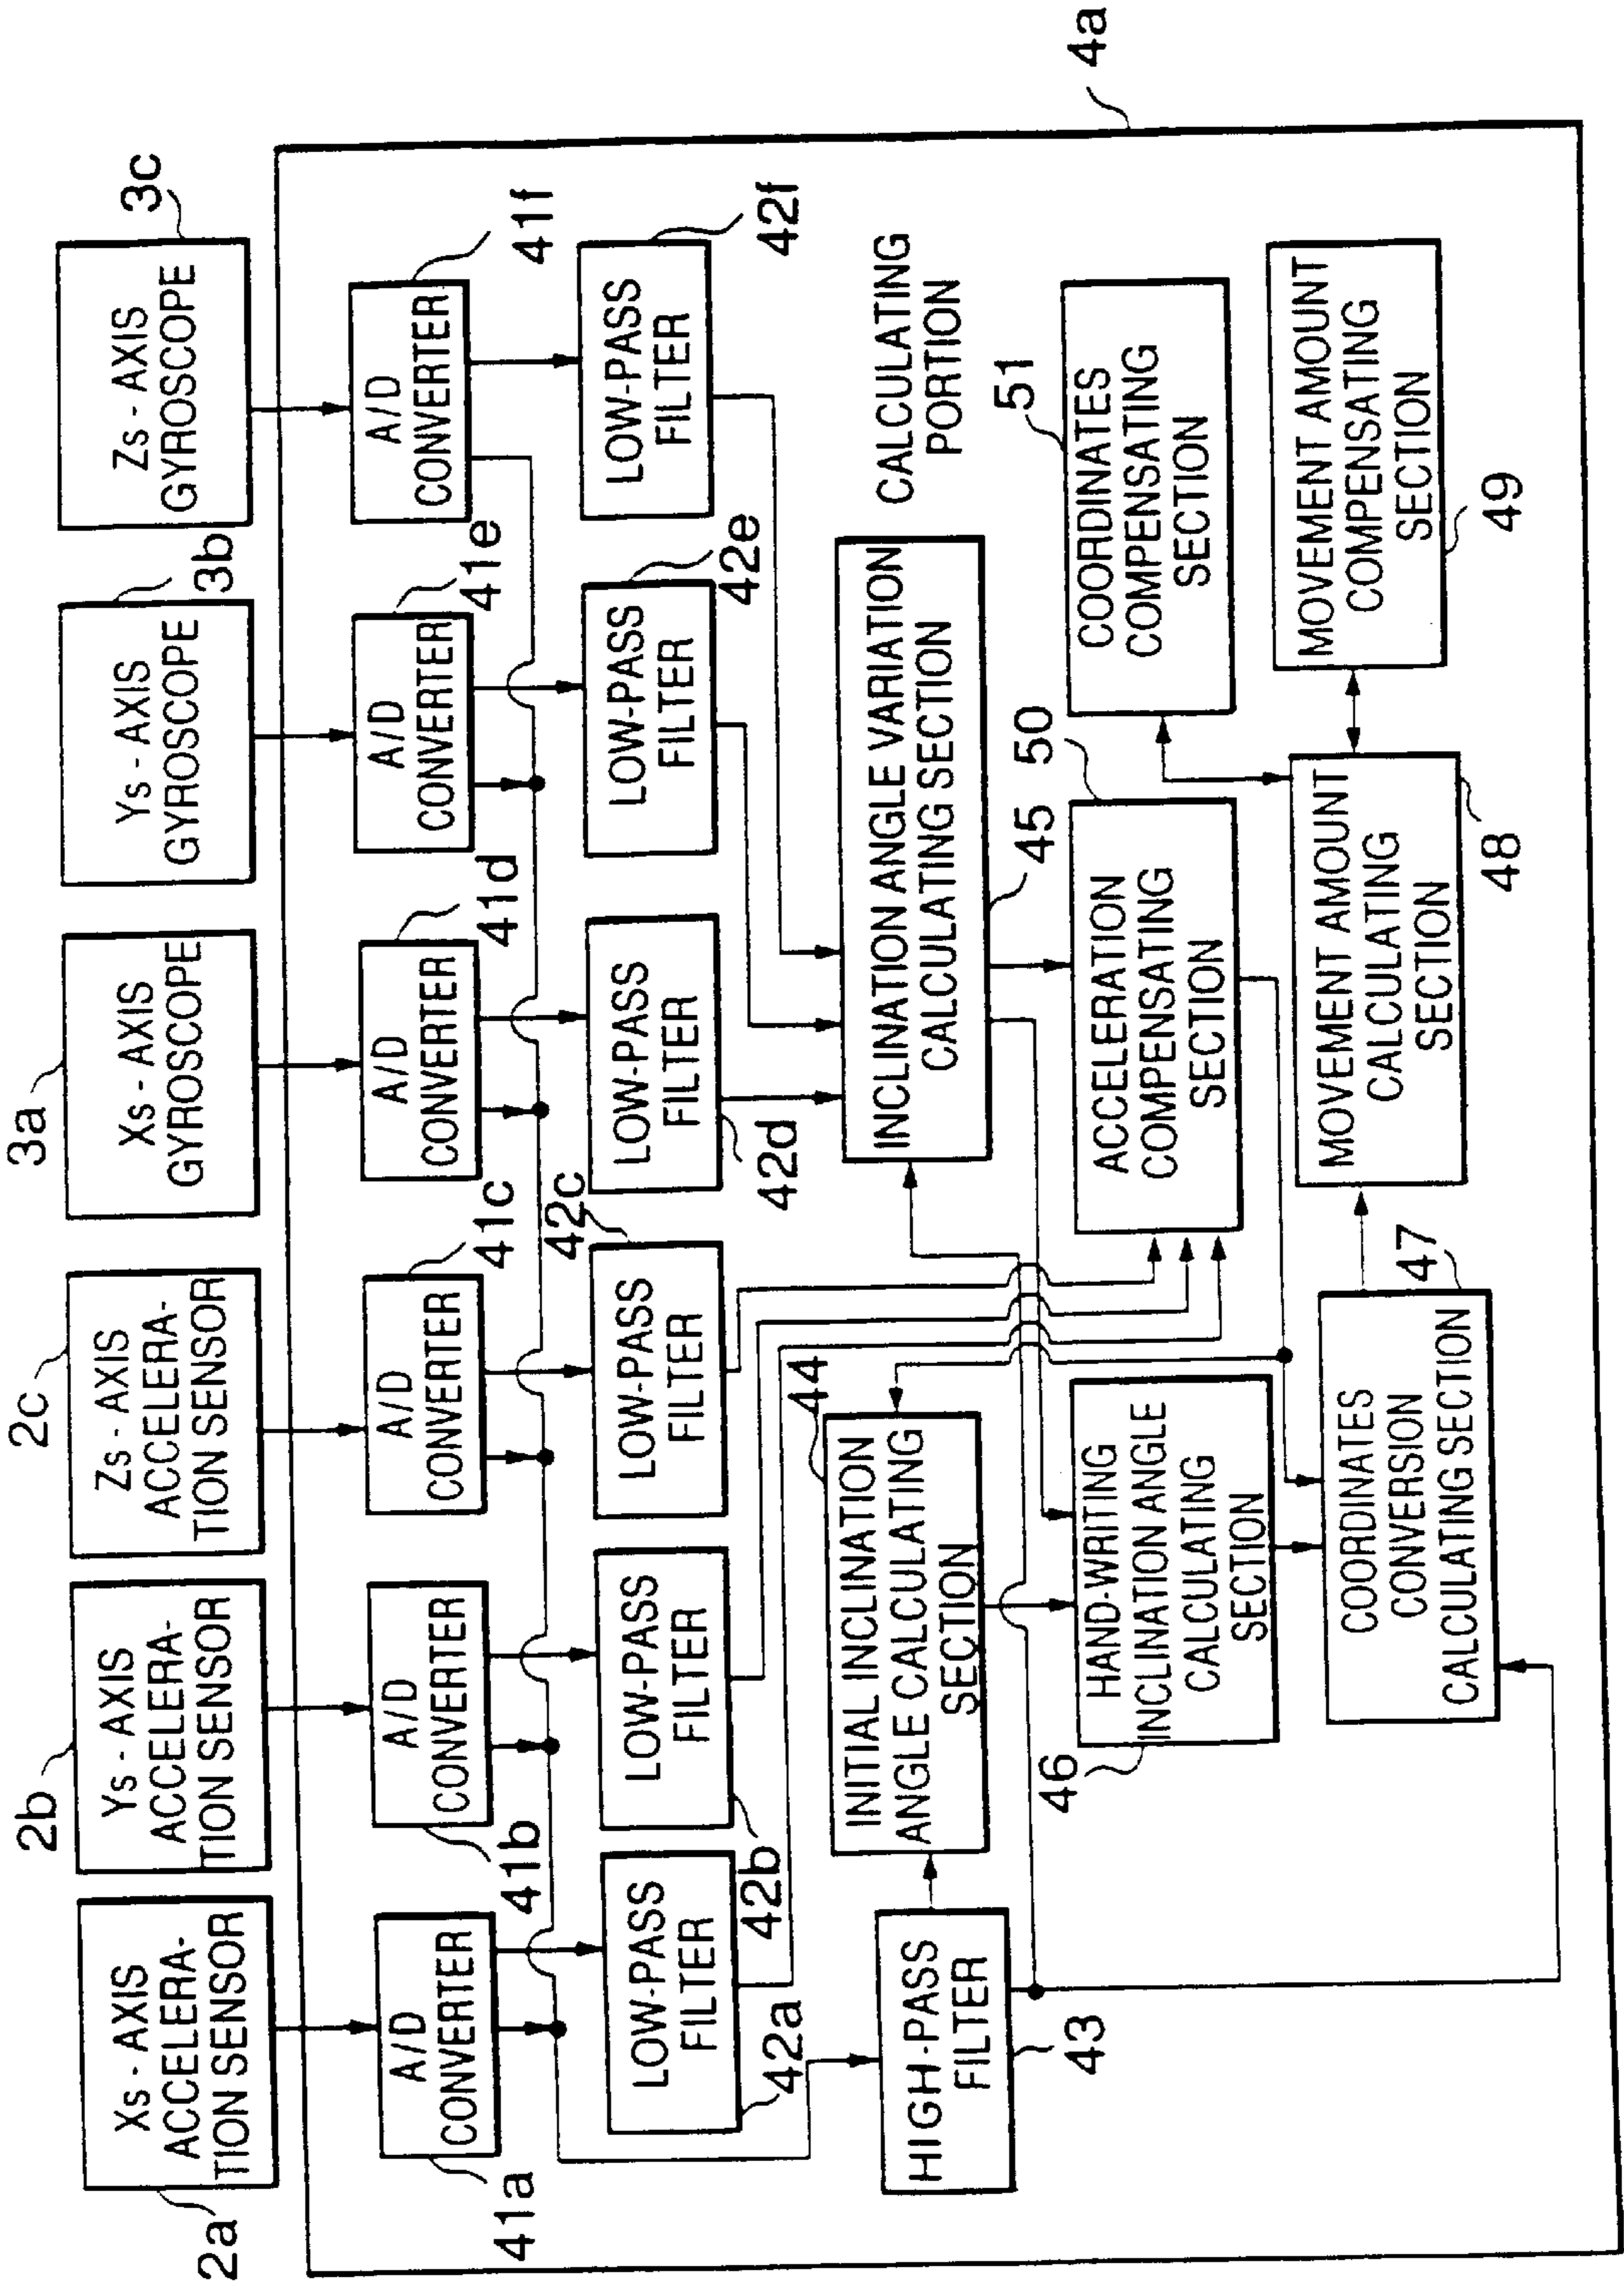 2a
Xs - AXIS
ACCELERA-
TION SENSOR
2b
Ys - AXIS
ACCELERA-
TION SENSOR
2c
Zs - AXIS
ACCELERA-
TION SENSOR
3a
Xs - AXIS
GYROSCOPE
3b
Ys - AXIS
GYROSCOPE
3c
Zs - AXIS
GYROSCOPE
4a
41a
A/D
CONVERTER
41b
A/D
CONVERTER
41c
A/D
CONVERTER
41d
A/D
CONVERTER
41e
A/D
CONVERTER
41f
A/D
CONVERTER
42a
LOW-PASS
FILTER
42b
LOW-PASS
FILTER
42c
LOW-PASS
FILTER
42d
LOW-PASS
FILTER
42e
LOW-PASS
FILTER
42f
LOW-PASS
FILTER
CALCULATING
PORTION
HIGH-PASS
FILTER
43
44
INITIAL INCLINATION
ANGLE CALCULATING
SECTION
INCLINATION ANGLE VARIATION
CALCULATING SECTION
45
46
HAND-WRITING
INCLINATION ANGLE
CALCULATING
SECTION
50
ACCELERATION
COMPENSATING
SECTION
51
COORDINATES
COMPENSATING
SECTION
47
COORDINATES
CONVERSION
CALCULATING SECTION
MOVEMENT AMOUNT
CALCULATING
SECTION
48
MOVEMENT AMOUNT
COMPENSATING
SECTION
49